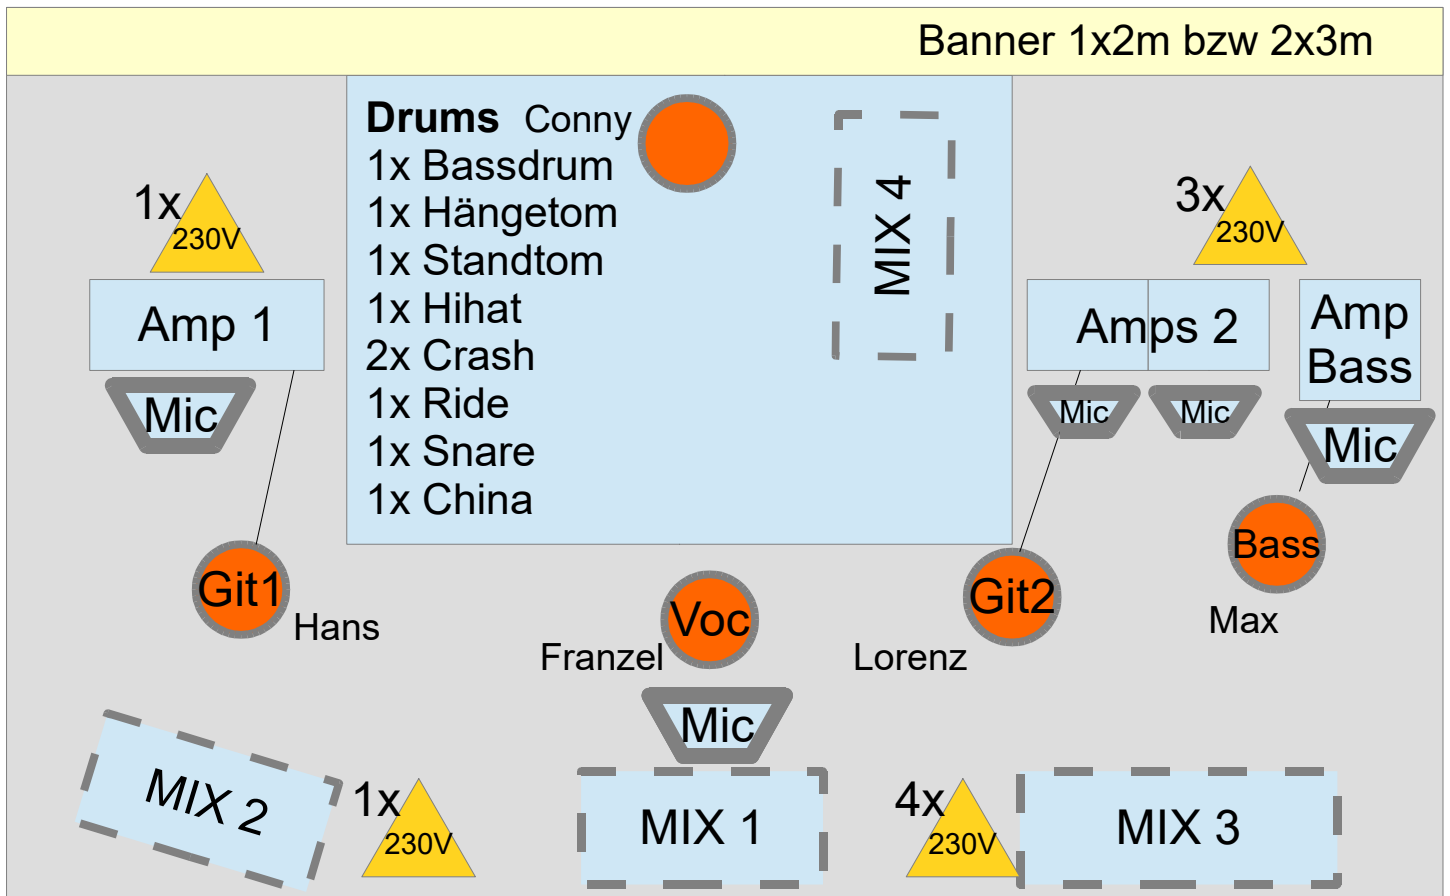 Banner 1x2m bzw 2x3m
Drums Conny
1x Bassdrum
1x Hängetom
1x Standtom
1x Hihat
2x Crash
1x Ride
1x Snare
1x China
MIX 4
1x
230V
3x
230V
Amp 1
Amps 2
Amp
Bass
Mic
Mic
Mic
Mic
Git1
Hans
Voc
Franzel
Git2
Lorenz
Bass
Max
Mic
MIX 2
1x
230V
MIX 1
4x
230V
MIX 3